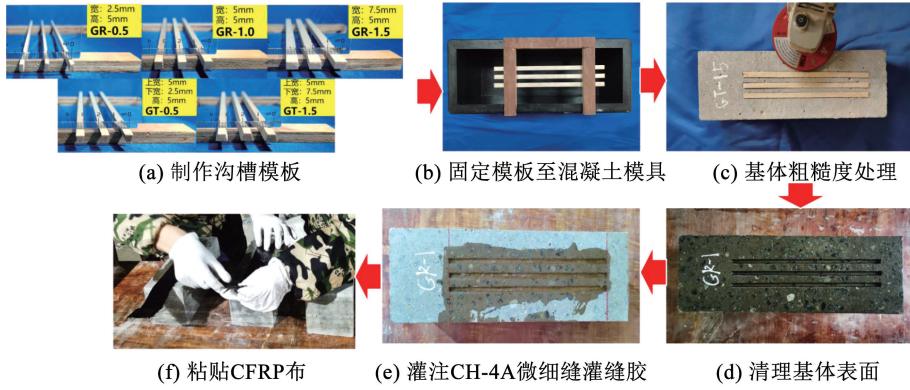 宽：2.5mm
高：5mm
GR-0.5
宽：5mm
高：5mm
GR-1.0
宽：7.5mm
高：5mm
GR-1.5
上宽：5mm
下宽：2.5mm
高：5mm
GT-0.5
上宽：5mm
下宽：7.5mm
高：5mm
GT-1.5
GT-1.5
(a) 制作沟槽模板
(b) 固定模板至混凝土模具
(c) 基体粗糙度处理
GR-1
GR-1
(f) 粘贴CFRP布
(e) 灌注CH-4A微细缝灌缝胶
(d) 清理基体表面